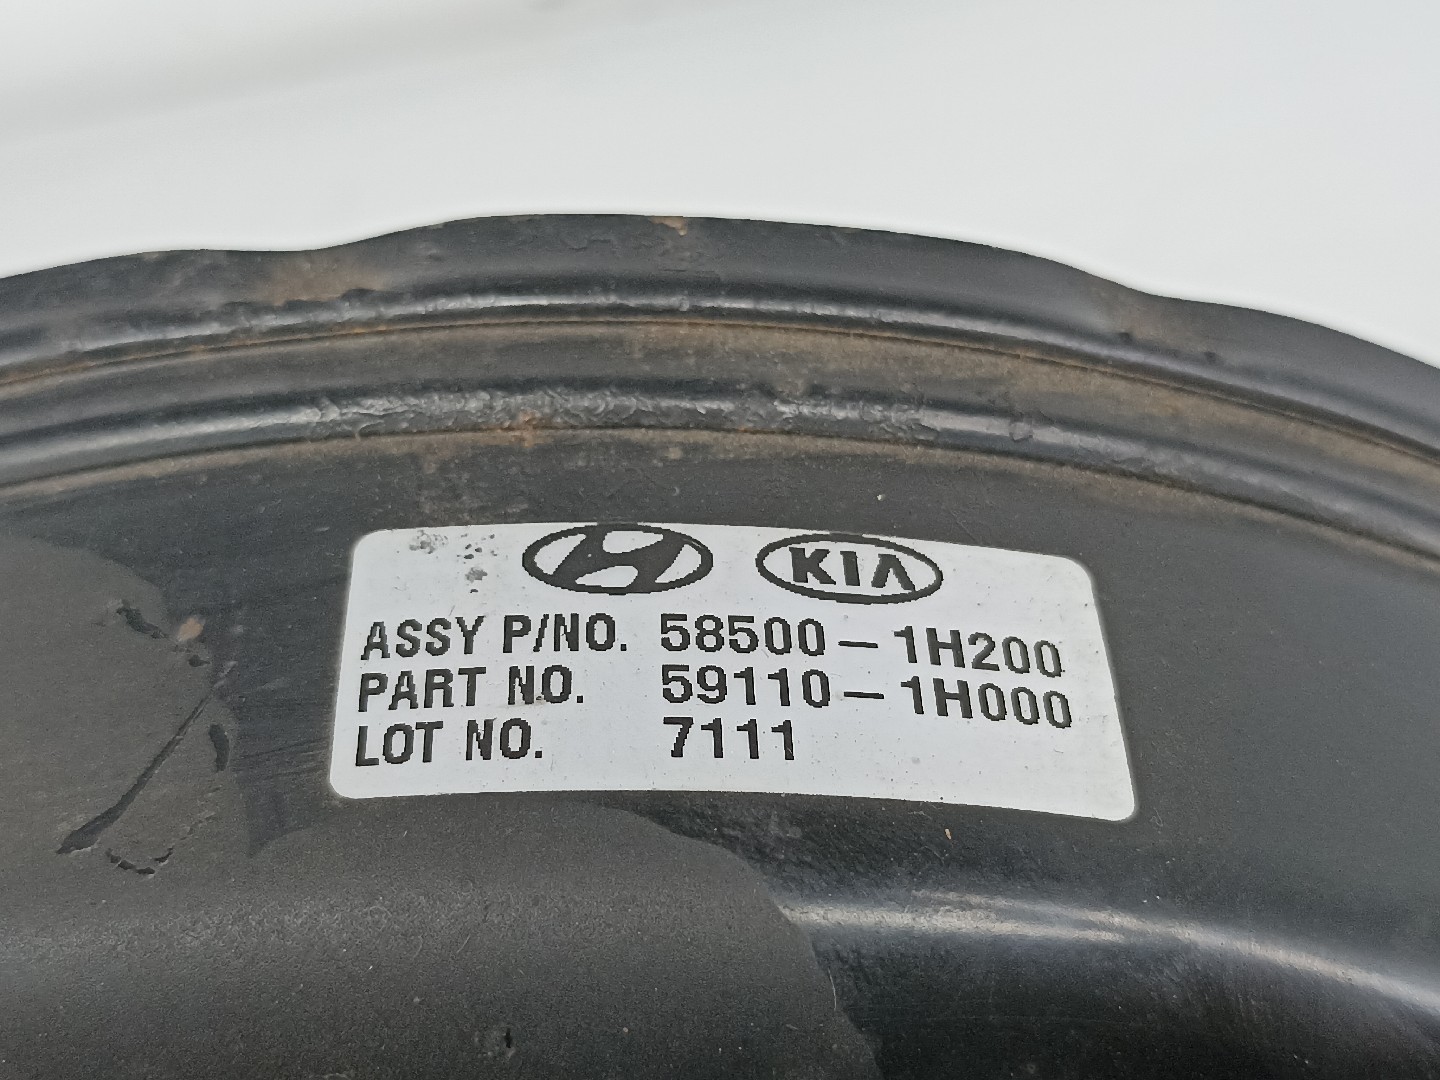 KIA
ASSY P/NO. 58500-1H200
PART NO. 59110-1H000
LOT NO. 7111